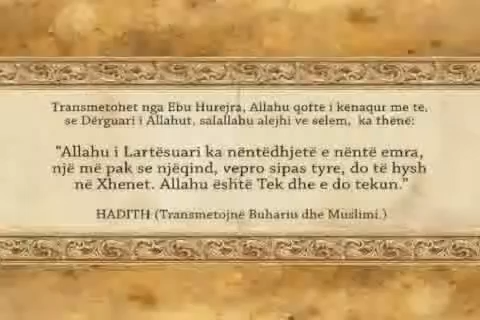 Transmetohet nga Ebu Hurejra, Allahu qofte i kenaqur me te,
se Dërguari i Allahut, salallahu alejhi ve selem, ka thënë:
"Allahu i Lartësuari ka nëntëdhjetë e nëntë emra,
një më pak se njëqind, vepro sipas tyre, do të hysh
në Xhenet. Allahu është Tek dhe e do tekun."
HADITH (Transmetojnë Buhariu dhe Muslimi.)